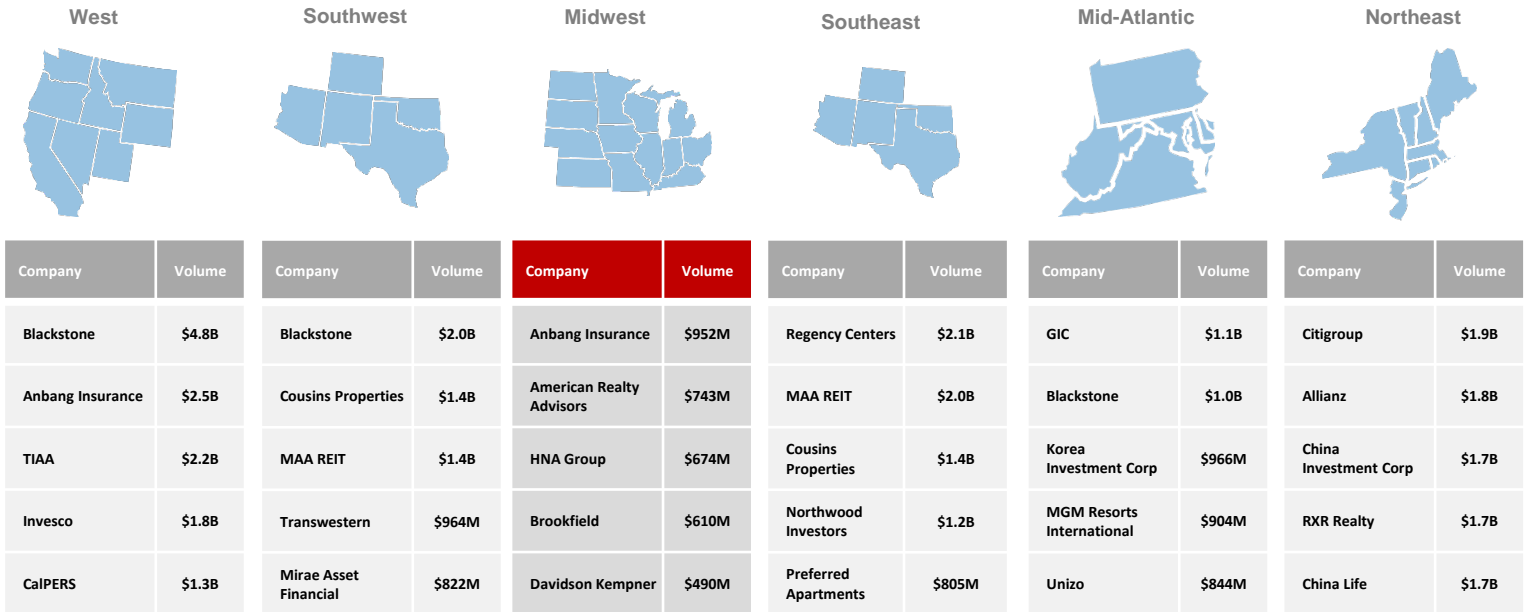 West
Southwest
Midwest
Southeast
Mid-Atlantic
Northeast
Company Volume
Blackstone $4.8B
Anbang Insurance $2.5B
TIAA $2.2B
Invesco $1.8B
CalPERS $1.3B
Company Volume
Blackstone $2.0B
Cousins Properties $1.4B
MAA REIT $1.4B
Transwestern $964M
Mirae Asset
Financial $822M
Company Volume
Anbang Insurance $952M
American Realty
Advisors $743M
HNA Group $674M
Brookfield $610M
Davidson Kempner $490M
Company Volume
Regency Centers $2.1B
MAA REIT $2.0B
Cousins
Properties $1.4B
Northwood
Investors $1.2B
Preferred
Apartments $805M
Company Volume
GIC $1.1B
Blackstone $1.0B
Korea
Investment Corp $966M
MGM Resorts
International $904M
Unizo $844M
Company Volume
Citigroup $1.9B
Allianz $1.8B
China
Investment Corp $1.7B
RXR Realty $1.7B
China Life $1.7B